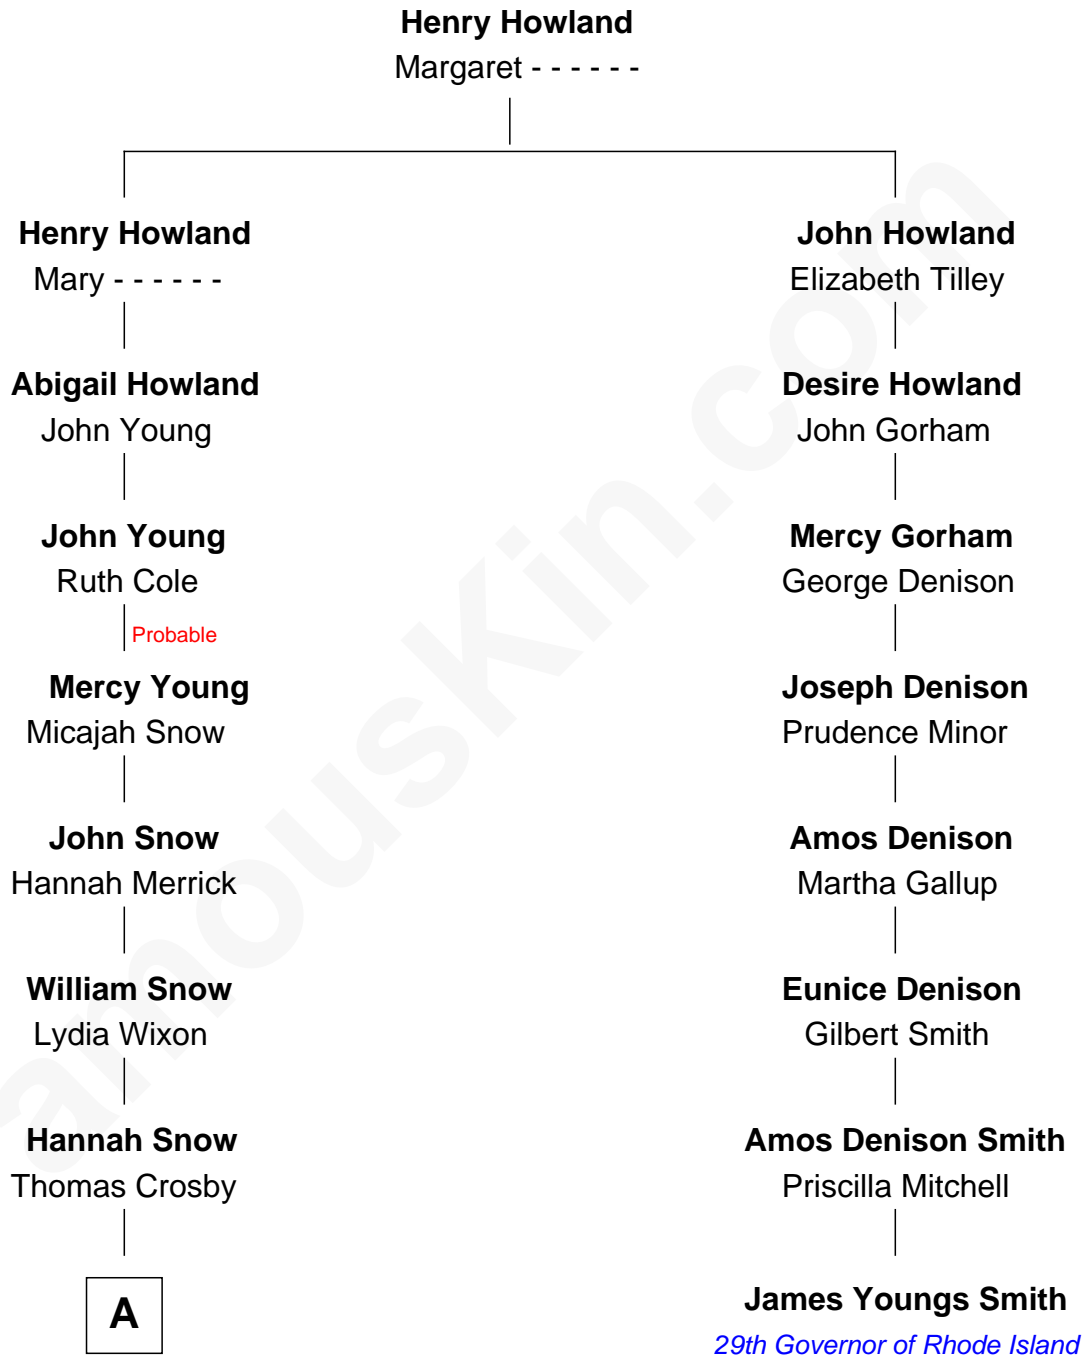 Henry Howland
Margaret - - - - - -
Henry Howland
Mary - - - - - -
Abigail Howland
John Young
John Young
Ruth Cole
Probable
Mercy Young
Micajah Snow
John Snow
Hannah Merrick
William Snow
Lydia Wixon
Hannah Snow
Thomas Crosby
A
John Howland
Elizabeth Tilley
Desire Howland
John Gorham
Mercy Gorham
George Denison
Joseph Denison
Prudence Minor
Amos Denison
Martha Gallup
Eunice Denison
Gilbert Smith
Amos Denison Smith
Priscilla Mitchell
James Youngs Smith
29th Governor of Rhode Island
amouskin.com